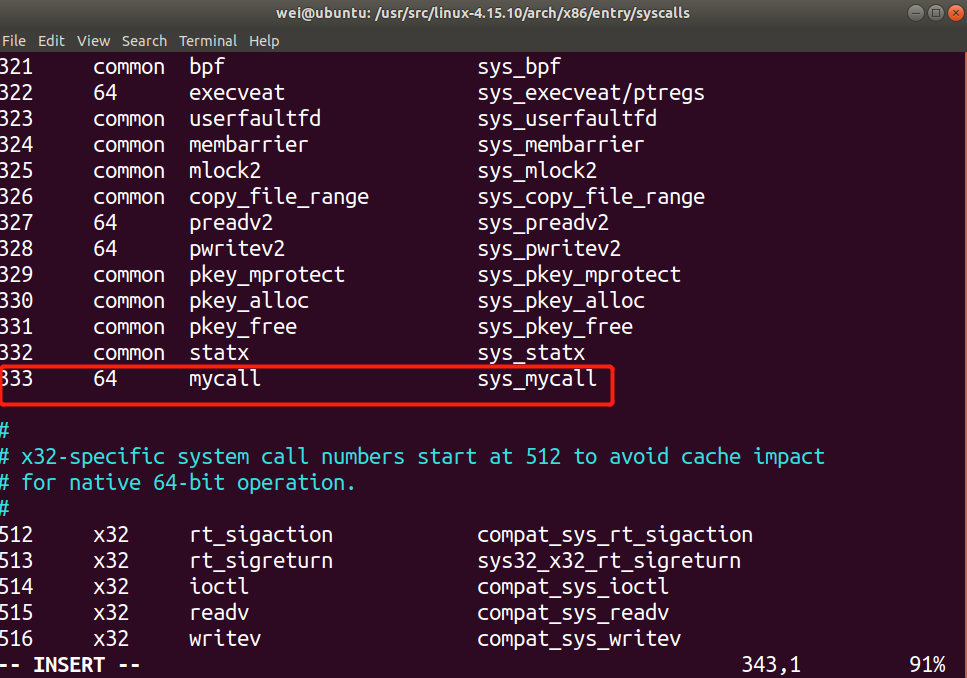 wei@ubuntu: /usr/src/linux-4.15.10/arch/x86/entry/syscalls
File Edit View Search Terminal Help
321 common bpf sys_bpf
322 64 execveat sys_execveat/ptregs
323 common userfaultfd sys_userfaultfd
324 common membarrier sys_membarrier
325 common mlock2 sys_mlock2
326 common copy_file_range sys_copy_file_range
327 64 preadv2 sys_preadv2
328 64 pwritev2 sys_pwritev2
329 common pkey_mprotect sys_pkey_mprotect
330 common pkey_alloc sys_pkey_alloc
331 common pkey_free sys_pkey_free
332 common statx sys_statx
333 64 mycall sys_mycall
#
# x32-specific system call numbers start at 512 to avoid cache impact
# for native 64-bit operation.
#
512 x32 rt_sigaction compat_sys_rt_sigaction
513 x32 rt_sigreturn sys32_x32_rt_sigreturn
514 x32 ioctl compat_sys_ioctl
515 x32 readv compat_sys_readv
516 x32 writev compat_sys_writev
-- INSERT -- 343,1 91%